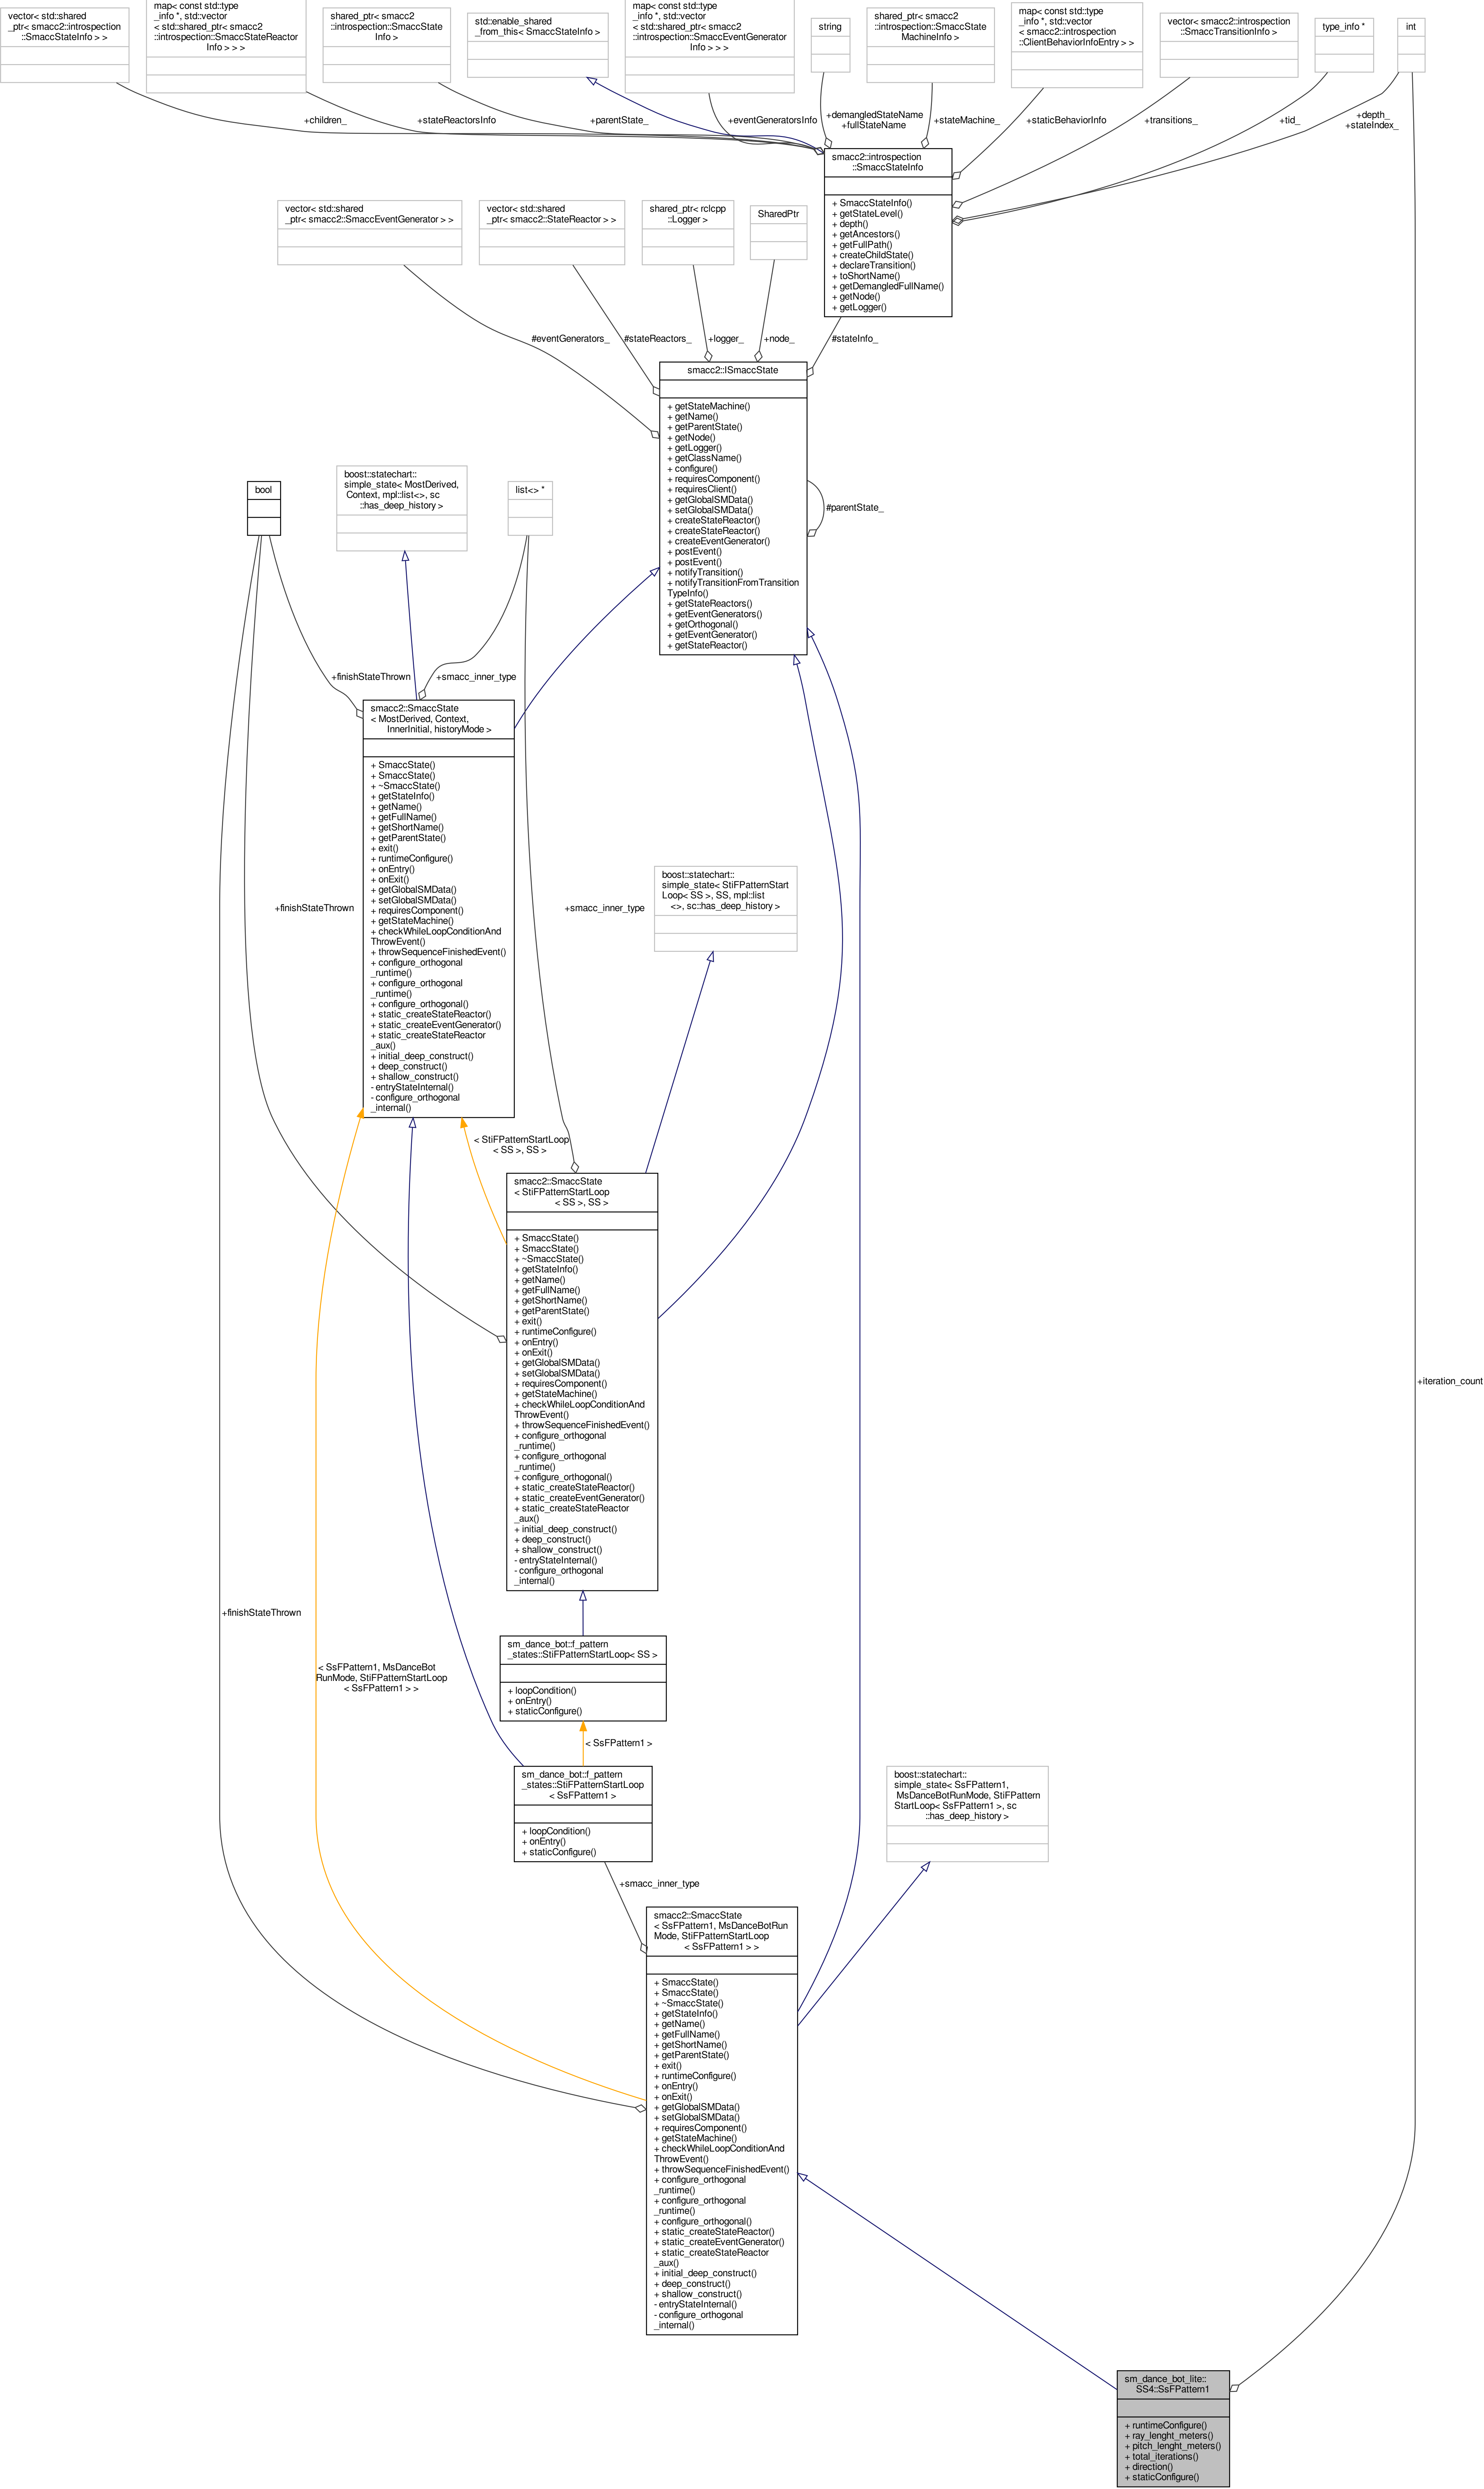 vector< std::shared
_ptr< smacc2::introspection
::SmaccStateInfo > >
map< const std::type
_info *, std::vector
< std::shared_ptr< smacc2
::introspection::SmaccStateReactor
Info > > >
shared_ptr< smacc2
::introspection::SmaccState
Info >
std::enable_shared
_from_this< SmaccStateInfo >
map< const std::type
_info *, std::vector
< std::shared_ptr< smacc2
::introspection::SmaccEventGenerator
Info > > >
string
shared_ptr< smacc2
::introspection::SmaccState
MachineInfo >
map< const std::type
_info *, std::vector
< smacc2::introspection
::ClientBehaviorInfoEntry > >
vector< smacc2::introspection
::SmaccTransitionInfo >
type_info *
int
+children_
+stateReactorsInfo
+parentState_
+eventGeneratorsInfo
+demangledStateName
+fullStateName
+stateMachine_
+staticBehaviorInfo
+transitions_
+tid_
+depth_
+stateIndex_
smacc2::introspection
::SmaccStateInfo
+ SmaccStateInfo()
+ getStateLevel()
+ depth()
+ getAncestors()
+ getFullPath()
+ createChildState()
+ declareTransition()
+ toShortName()
+ getDemangledFullName()
+ getNode()
+ getLogger()
vector< std::shared
_ptr< smacc2::SmaccEventGenerator > >
vector< std::shared
_ptr< smacc2::StateReactor > >
shared_ptr< rclcpp
::Logger >
SharedPtr
#eventGenerators_
#stateReactors_
+logger_
+node_
#stateInfo_
smacc2::ISmaccState
+ getStateMachine()
+ getName()
+ getParentState()
+ getNode()
+ getLogger()
+ getClassName()
+ configure()
+ requiresComponent()
+ requiresClient()
+ getGlobalSMData()
+ setGlobalSMData()
+ createStateReactor()
+ createStateReactor()
+ createEventGenerator()
+ postEvent()
+ postEvent()
+ notifyTransition()
+ notifyTransitionFromTransition
TypeInfo()
+ getStateReactors()
+ getEventGenerators()
+ getOrthogonal()
+ getEventGenerator()
+ getStateReactor()
#parentState_
bool
boost::statechart::
simple_state< MostDerived,
Context, mpl::list<>, sc
::has_deep_history >
list<> *
+finishStateThrown
+smacc_inner_type
smacc2::SmaccState
< MostDerived, Context,
InnerInitial, historyMode >
+ SmaccState()
+ SmaccState()
+ ~SmaccState()
+ getStateInfo()
+ getName()
+ getFullName()
+ getShortName()
+ getParentState()
+ exit()
+ runtimeConfigure()
+ onEntry()
+ onExit()
+ getGlobalSMData()
+ setGlobalSMData()
+ requiresComponent()
+ getStateMachine()
+ checkWhileLoopConditionAnd
ThrowEvent()
+ throwSequenceFinishedEvent()
+ configure_orthogonal
_runtime()
+ configure_orthogonal
_runtime()
+ configure_orthogonal()
+ static_createStateReactor()
+ static_createEventGenerator()
+ static_createStateReactor
_aux()
+ initial_deep_construct()
+ deep_construct()
+ shallow_construct()
- entryStateInternal()
- configure_orthogonal
_internal()
+finishStateThrown
+smacc_inner_type
boost::statechart::
simple_state< StiFPatternStart
Loop< SS >, SS, mpl::list
<>, sc::has_deep_history >
< StiFPatternStartLoop
< SS >, SS >
smacc2::SmaccState
< StiFPatternStartLoop
< SS >, SS >
+ SmaccState()
+ SmaccState()
+ ~SmaccState()
+ getStateInfo()
+ getName()
+ getFullName()
+ getShortName()
+ getParentState()
+ exit()
+ runtimeConfigure()
+ onEntry()
+ onExit()
+ getGlobalSMData()
+ setGlobalSMData()
+ requiresComponent()
+ getStateMachine()
+ checkWhileLoopConditionAnd
ThrowEvent()
+ throwSequenceFinishedEvent()
+ configure_orthogonal
_runtime()
+ configure_orthogonal
_runtime()
+ configure_orthogonal()
+ static_createStateReactor()
+ static_createEventGenerator()
+ static_createStateReactor
_aux()
+ initial_deep_construct()
+ deep_construct()
+ shallow_construct()
- entryStateInternal()
- configure_orthogonal
_internal()
+iteration_count
+finishStateThrown
sm_dance_bot::f_pattern
_states::StiFPatternStartLoop< SS >
+ loopCondition()
+ onEntry()
+ staticConfigure()
< SsFPattern1, MsDanceBot
RunMode, StiFPatternStartLoop
< SsFPattern1 > >
< SsFPattern1 >
sm_dance_bot::f_pattern
_states::StiFPatternStartLoop
< SsFPattern1 >
+ loopCondition()
+ onEntry()
+ staticConfigure()
boost::statechart::
simple_state< SsFPattern1,
MsDanceBotRunMode, StiFPattern
StartLoop< SsFPattern1 >, sc
::has_deep_history >
+smacc_inner_type
smacc2::SmaccState
< SsFPattern1, MsDanceBotRun
Mode, StiFPatternStartLoop
< SsFPattern1 > >
+ SmaccState()
+ SmaccState()
+ ~SmaccState()
+ getStateInfo()
+ getName()
+ getFullName()
+ getShortName()
+ getParentState()
+ exit()
+ runtimeConfigure()
+ onEntry()
+ onExit()
+ getGlobalSMData()
+ setGlobalSMData()
+ requiresComponent()
+ getStateMachine()
+ checkWhileLoopConditionAnd
ThrowEvent()
+ throwSequenceFinishedEvent()
+ configure_orthogonal
_runtime()
+ configure_orthogonal
_runtime()
+ configure_orthogonal()
+ static_createStateReactor()
+ static_createEventGenerator()
+ static_createStateReactor
_aux()
+ initial_deep_construct()
+ deep_construct()
+ shallow_construct()
- entryStateInternal()
- configure_orthogonal
_internal()
sm_dance_bot_lite::
SS4::SsFPattern1
+ runtimeConfigure()
+ ray_lenght_meters()
+ pitch_lenght_meters()
+ total_iterations()
+ direction()
+ staticConfigure()